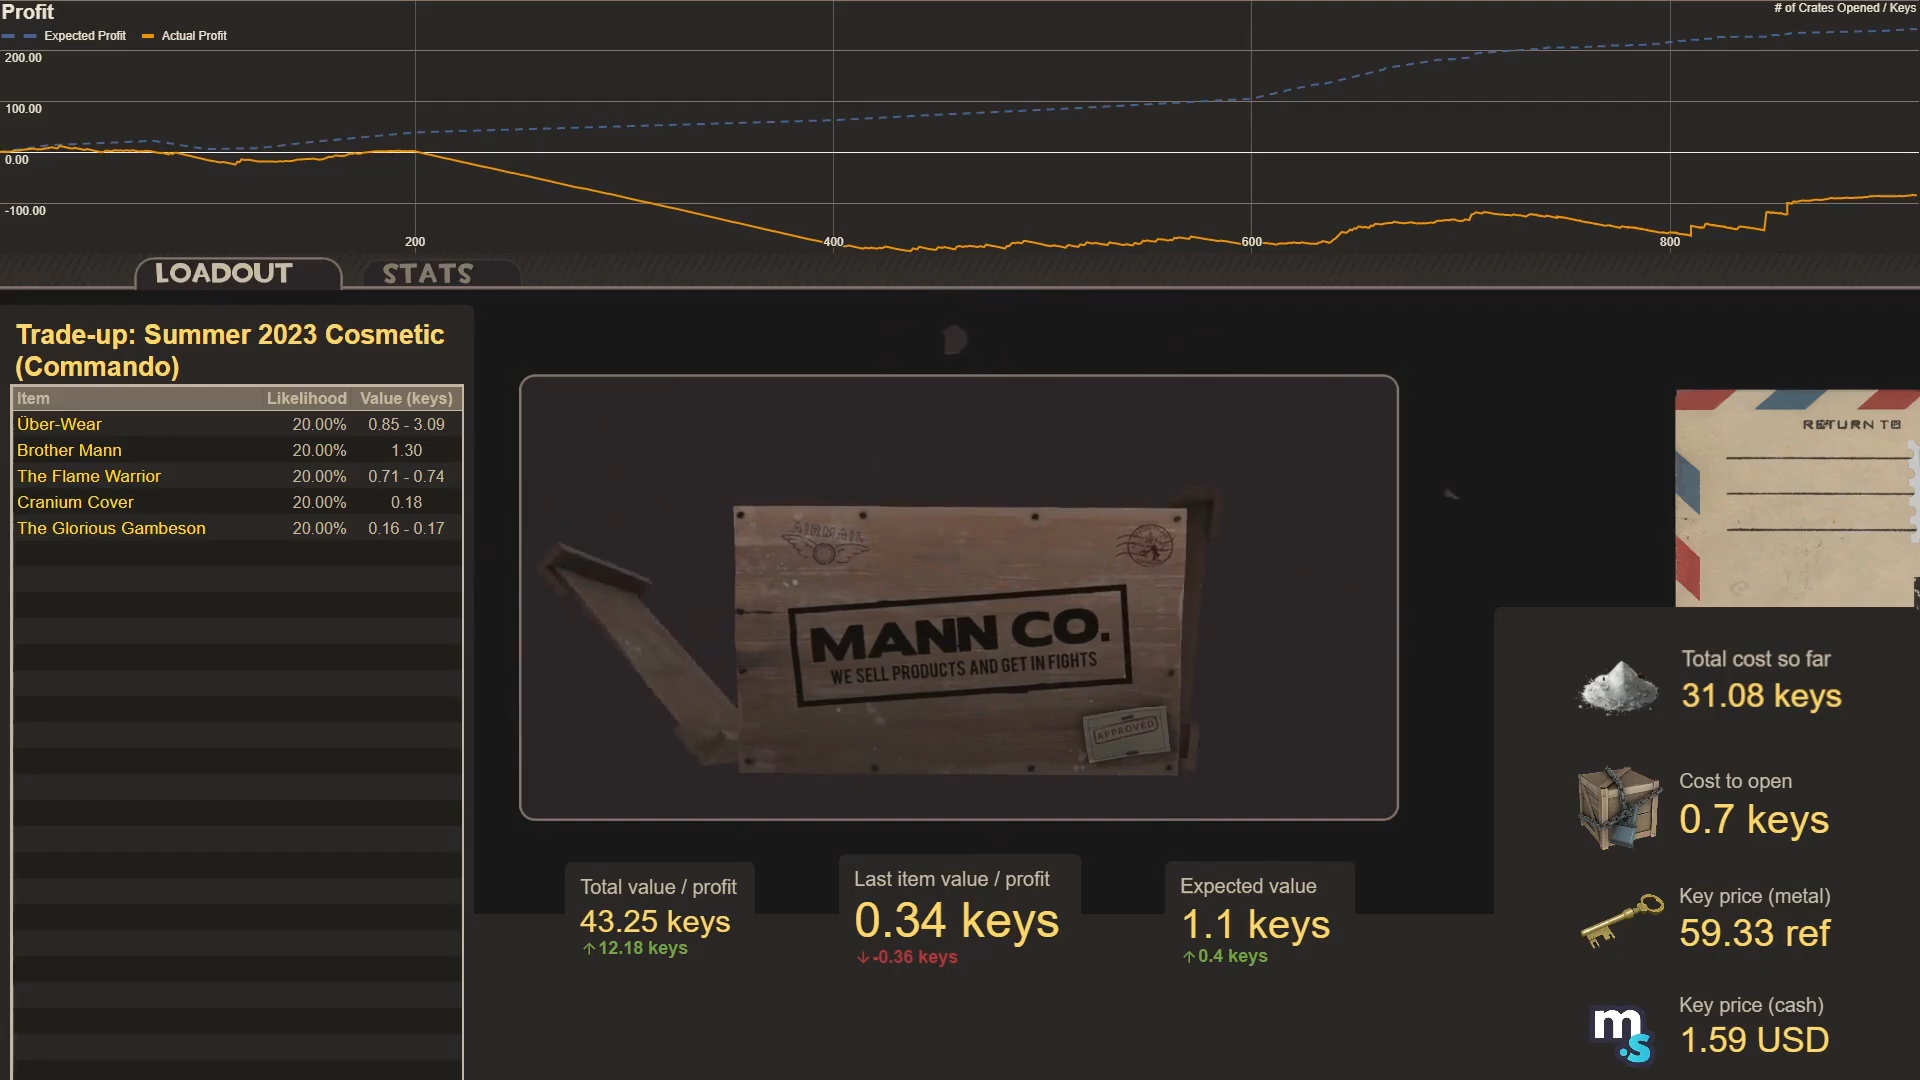 Profit
# of Crates Opened / Keys
Expected Profit
Actual Profit
200.00
100.00
0.00
-100.00
200
400
600
800
LOADOUT
STATS
Trade-up: Summer 2023 Cosmetic
(Commando)
Item Likelihood Value (keys)
Über-Wear 20.00% 0.85 - 3.09
Brother Mann 20.00% 1.30
The Flame Warrior 20.00% 0.71 - 0.74
Cranium Cover 20.00% 0.18
The Glorious Gambeson 20.00% 0.16 - 0.17
AIRMAIL
MANN CO.
WE SELL PRODUCTS AND GET IN FIGHTS
APPROVED
RETURN TO
Total cost so far
31.08 keys
Cost to open
0.7 keys
Key price (metal)
59.33 ref
Key price (cash)
m.s 1.59 USD
Total value / profit
43.25 keys
↑12.18 keys
Last item value / profit
0.34 keys
↓-0.36 keys
Expected value
1.1 keys
↑0.4 keys